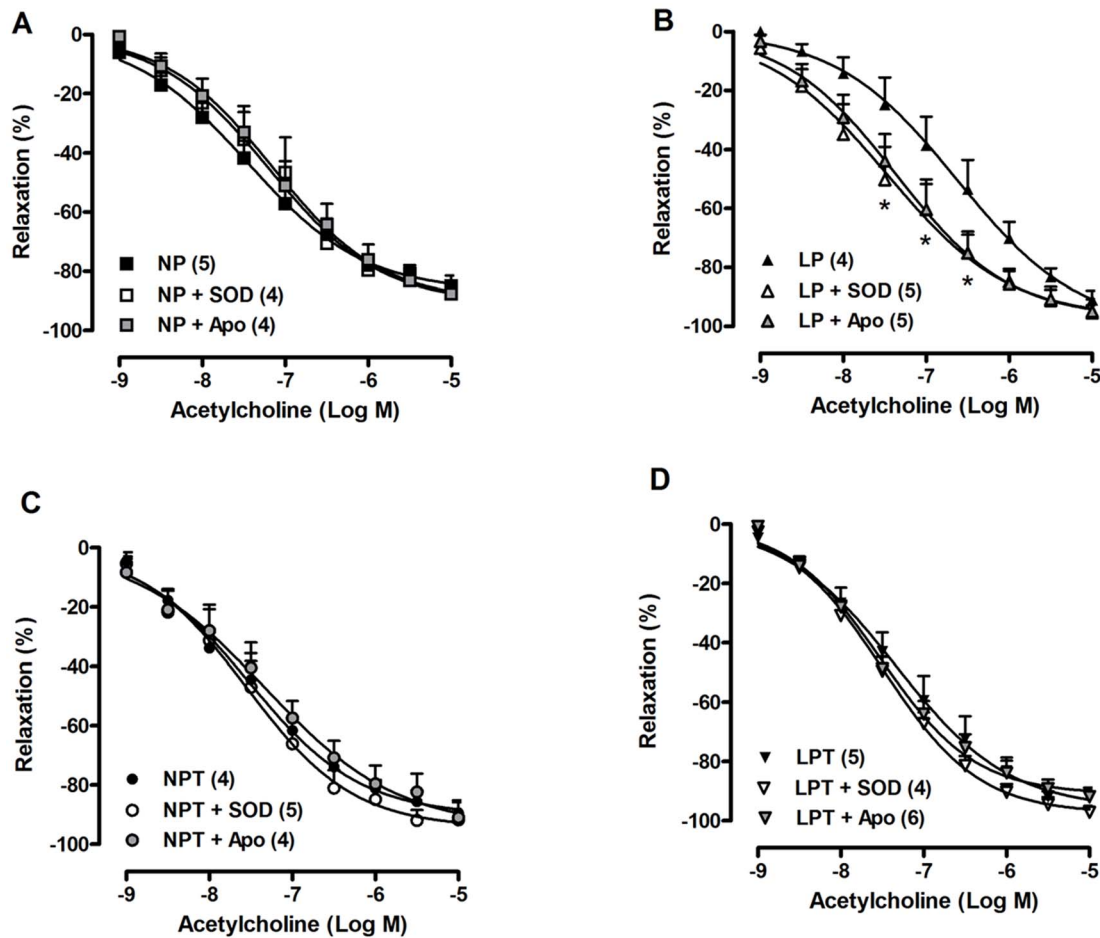 A
Relaxation (%)
0
-20
-40
-60
-80
-100
NP (5)
NP + SOD (4)
NP + Apo (4)
-9 -8 -7 -6 -5
Acetylcholine (Log M)
B
Relaxation (%)
0
-20
-40
-60
-80
-100
* * *
LP (4)
LP + SOD (5)
LP + Apo (5)
-9 -8 -7 -6 -5
Acetylcholine (Log M)
C
Relaxation (%)
0
-20
-40
-60
-80
-100
NPT (4)
NPT + SOD (5)
NPT + Apo (4)
-9 -8 -7 -6 -5
Acetylcholine (Log M)
D
Relaxation (%)
0
-20
-40
-60
-80
-100
LPT (5)
LPT + SOD (4)
LPT + Apo (6)
-9 -8 -7 -6 -5
Acetylcholine (Log M)